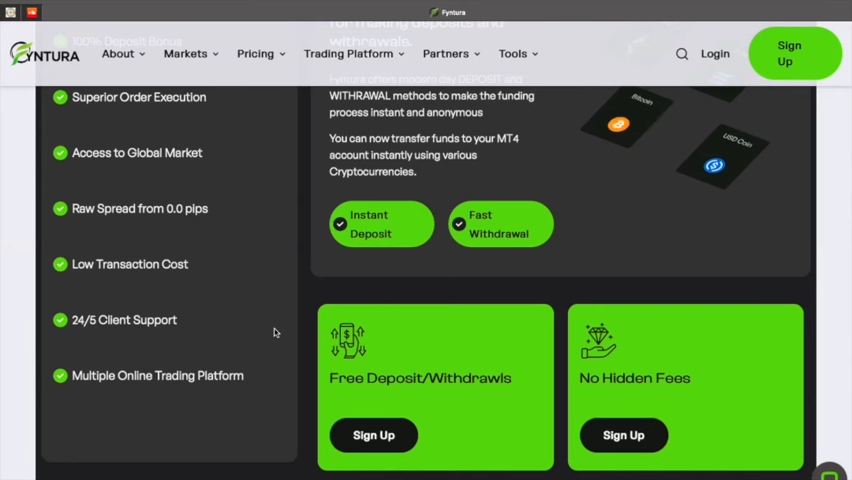 Fyntura
FYNTURA
About
Markets
Pricing
Trading Platform
Partners
Tools
Login
Sign
Up
100% Deposit Bonus
Superior Order Execution
Access to Global Market
Raw Spread from 0.0 pips
Low Transaction Cost
24/5 Client Support
Multiple Online Trading Platform
for making deposits and
withdrawals.
Fyntura offers modern day DEPOSIT and
WITHDRAWAL methods to make the funding
process instant and anonymous
You can now transfer funds to your MT4
account instantly using various
Cryptocurrencies.
Instant
Deposit
Fast
Withdrawal
Bitcoin
USD Coin
Free Deposit/Withdrawls
Sign Up
No Hidden Fees
Sign Up